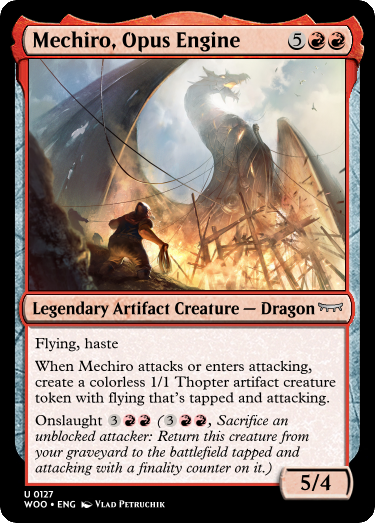 Mechiro, Opus Engine 5
Legendary Artifact Creature — Dragon
Flying, haste
When Mechiro attacks or enters attacking,
create a colorless 1/1 Thopter artifact creature
token with flying that's tapped and attacking.
Onslaught 3 (3, Sacrifice an
unblocked attacker: Return this creature from
your graveyard to the battlefield tapped and
attacking with a finality counter on it.)
5/4
U 0127
WOO • ENG Vlad Petruchik